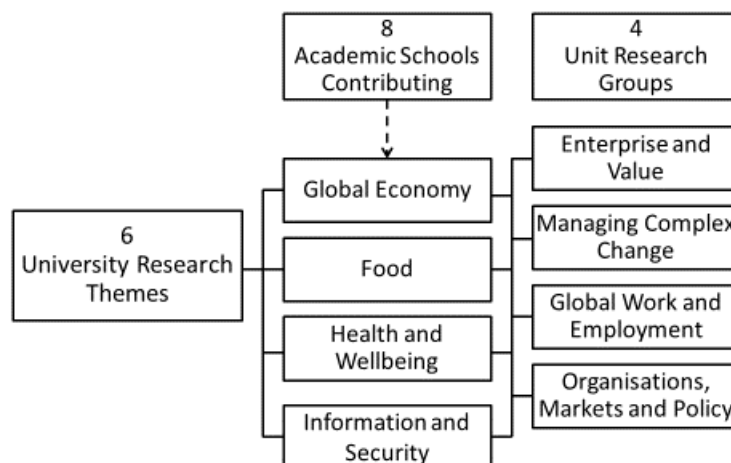 8
Academic Schools
Contributing
4
Unit Research
Groups
6
University Research
Themes
Global Economy
Food
Health and
Wellbeing
Information and
Security
Enterprise and
Value
Managing Complex
Change
Global Work and
Employment
Organisations,
Markets and Policy